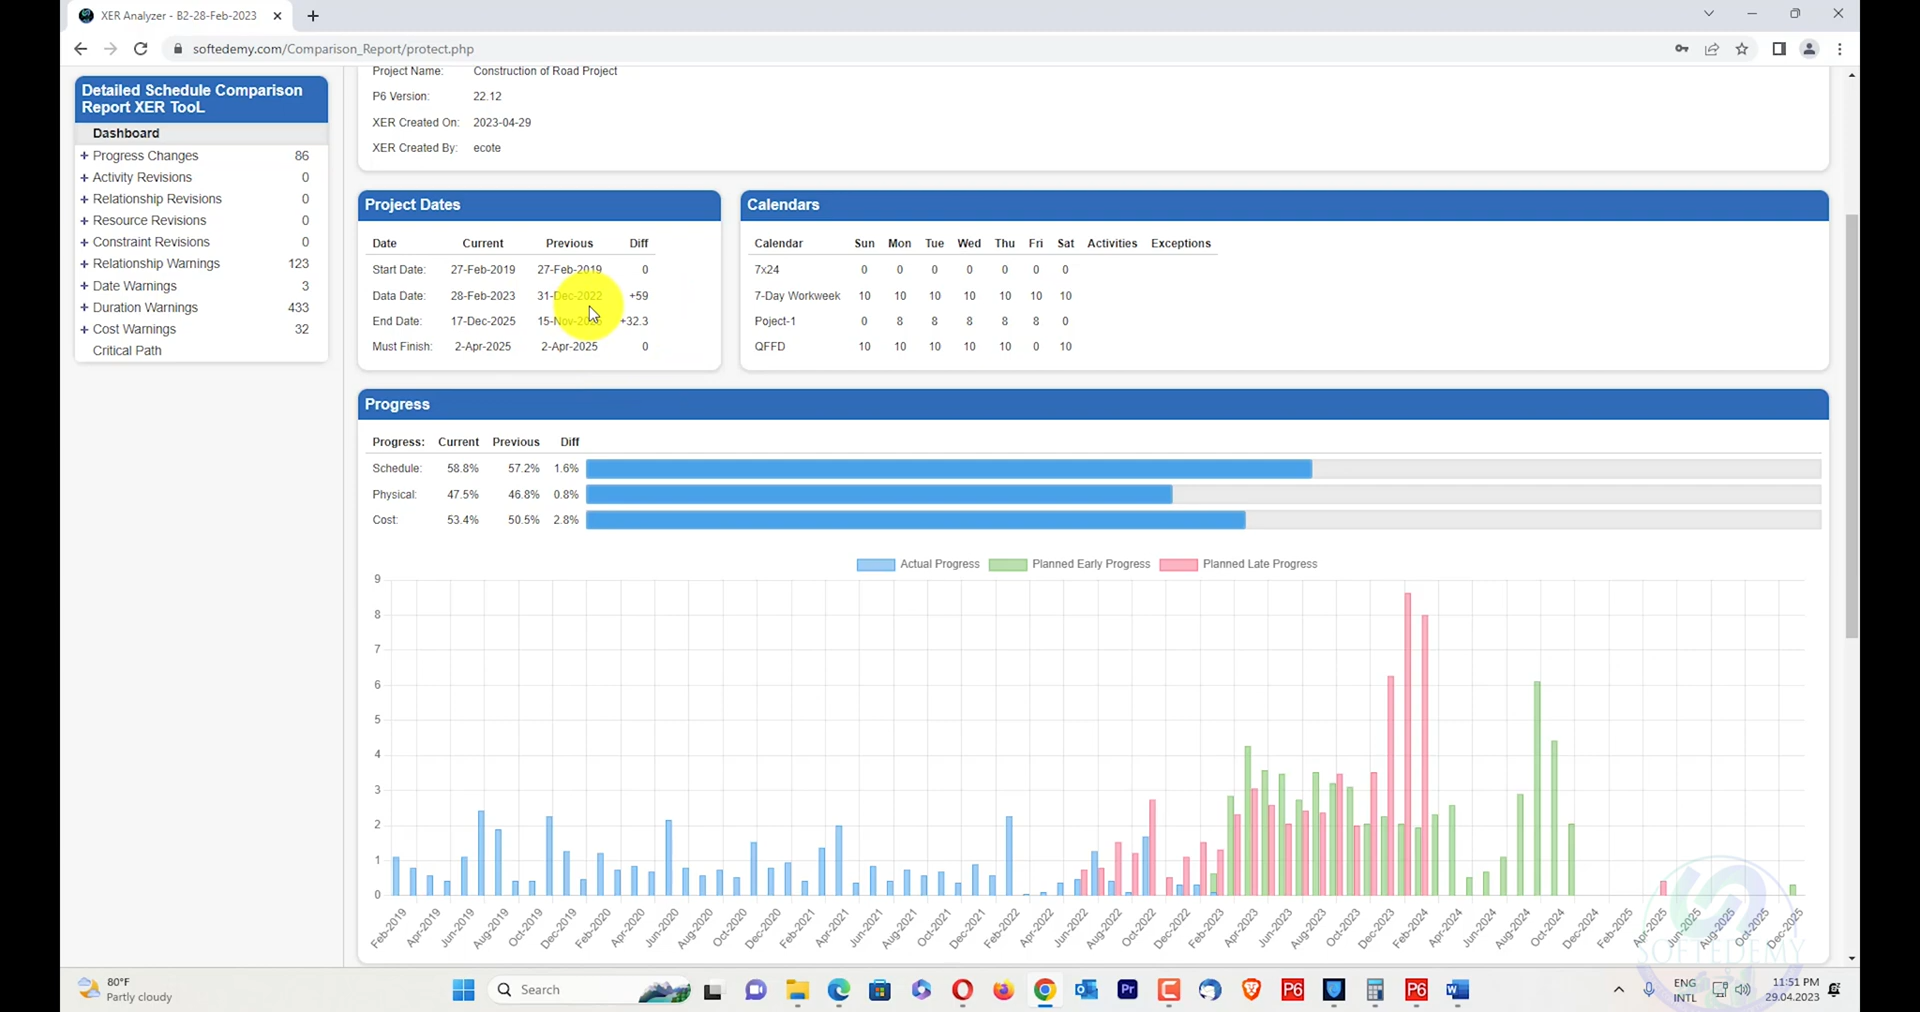 XER Analyzer - B2-28-Feb-2023
softedemy.com/Comparison_Report/protect.php
Detailed Schedule Comparison
Report XER TooL
Dashboard
+ Progress Changes 86
+ Activity Revisions 0
+ Relationship Revisions 0
+ Resource Revisions 0
+ Constraint Revisions 0
+ Relationship Warnings 123
+ Date Warnings 3
+ Duration Warnings 433
+ Cost Warnings 32
Critical Path
Project Name: Construction of Road Project
P6 Version: 22.12
XER Created On: 2023-04-29
XER Created By: ecote
Project Dates
Date Current Previous Diff
Start Date: 27-Feb-2019 27-Feb-2019 0
Data Date: 28-Feb-2023 31-Dec-2022 +59
End Date: 17-Dec-2025 +32.3
Must Finish: 2-Apr-2025 2-Apr-2025 0
Calendars
Calendar Sun Mon Tue Wed Thu Fri Sat Activities Exceptions
7x24 0 0 0 0 0 0 0
7-Day Workweek 10 10 10 10 10 10 10
Poject-1 0 8 8 8 8 8 0
QFFD 10 10 10 10 10 0 10
Progress
Progress: Current Previous Diff
Schedule: 58.8% 57.2% 1.6%
Physical: 47.5% 46.8% 0.8%
Cost: 53.4% 50.5% 2.8%
Actual Progress Planned Early Progress Planned Late Progress
9
8
7
6
5
4
3
2
1
0
Feb-2019 Apr-2019 Jun-2019 Aug-2019 Oct-2019 Dec-2019 Feb-2020 Apr-2020 Jun-2020 Aug-2020 Oct-2020 Dec-2020 Feb-2021 Apr-2021 Jun-2021 Aug-2021 Oct-2021 Dec-2021 Feb-2022 Apr-2022 Jun-2022 Aug-2022 Oct-2022 Dec-2022 Feb-2023 Apr-2023 Jun-2023 Aug-2023 Oct-2023 Dec-2023 Feb-2024 Apr-2024 Jun-2024 Aug-2024 Oct-2024 Dec-2024 Feb-2025 Apr-2025 Jun-2025 Aug-2025 Oct-2025 Dec-2025
SOFTEDEMY
80°F
Partly cloudy
Search
Pr
P6
P6
W
ENG
INTL
11:51 PM
29.04.2023